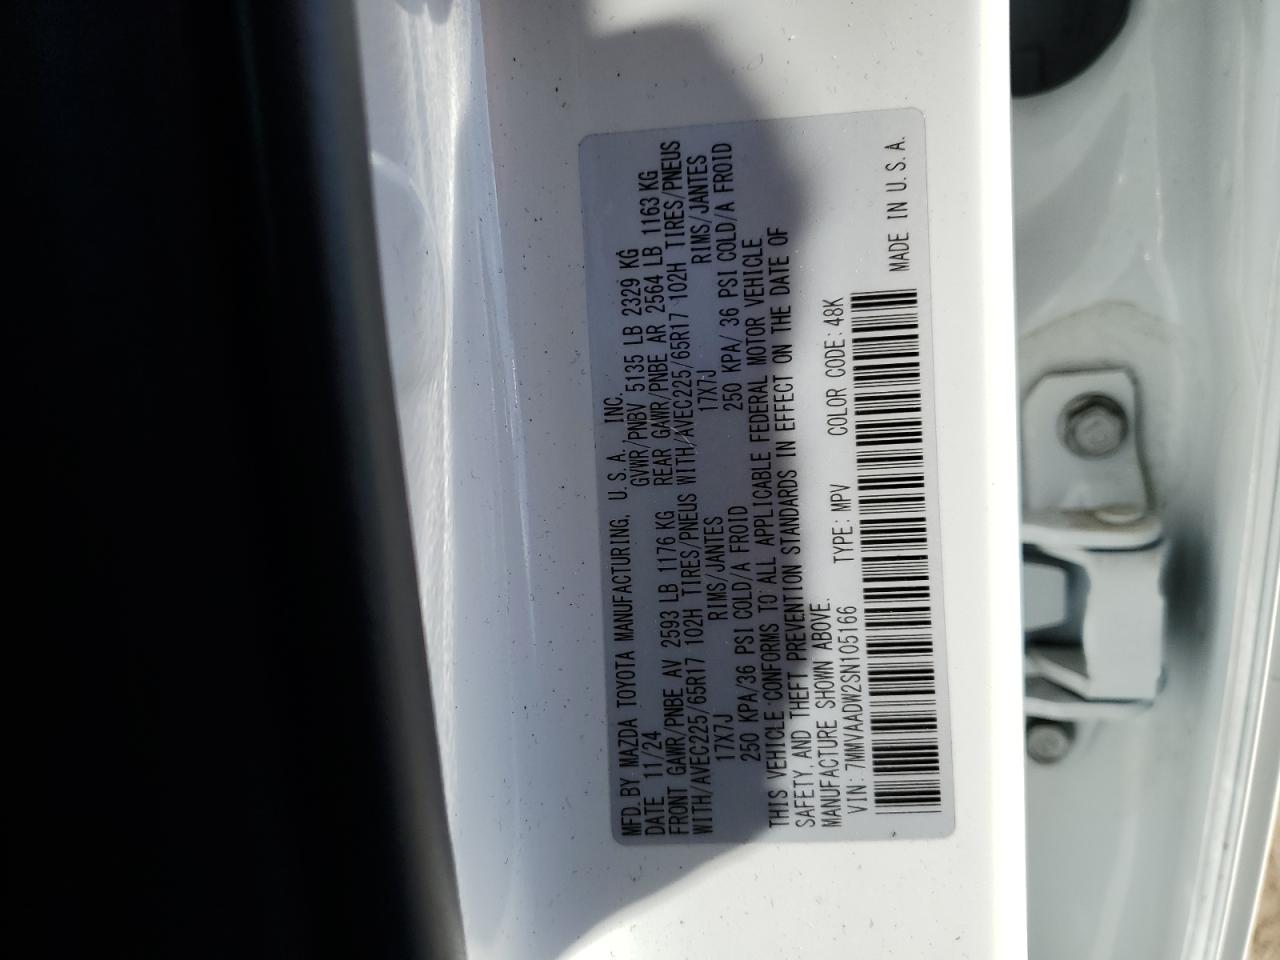 MFD. BY MAZDA TOYOTA MANUFACTURING, U.S.A. INC.
DATE 11/24 GVWR/PNBV 5135 LB 2329 KG
FRONT GAWR/PNBE AV 2593 LB 1176 KG REAR GAWR/PNBE AR 2564 LB 1163 KG
WITH/AVEC225/65R17 102H TIRES/PNEUS WITH/AVEC225/65R17 102H TIRES/PNEUS
17X7J RIMS/JANTES 17X7J RIMS/JANTES
250 KPA/36 PSI COLD/A FROID 250 KPA/ 36 PSI COLD/A FROID
THIS VEHICLE CONFORMS TO ALL APPLICABLE FEDERAL MOTOR VEHICLE
SAFETY, AND THEFT PREVENTION STANDARDS IN EFFECT ON THE DATE OF
MANUFACTURE SHOWN ABOVE.
VIN: 7MMVAADW2SN105166 TYPE: MPV COLOR CODE: 48K
MADE IN U.S.A.